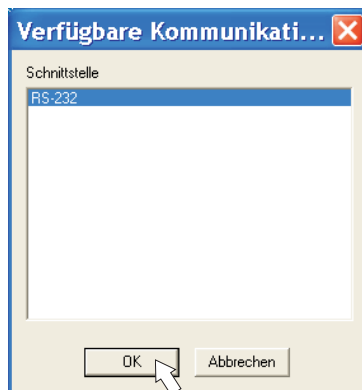 Verfügbare Kommunikati...
Schnittstelle
RS-232
OK
Abbrechen